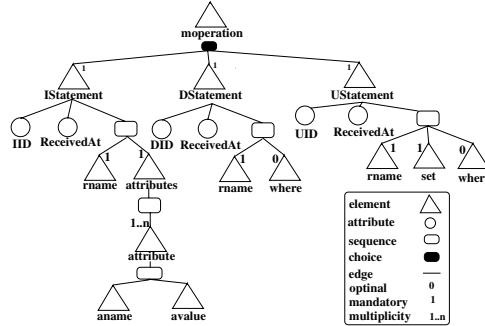 moperation
1 1 1
IStatement DStatement UStatement
IID ReceivedAt DID ReceivedAt UID ReceivedAt
1 1 1 0 1 1 0
rname attributes rname where rname set where
1..n
attribute
aname avalue
element
attribute
sequence
choice
edge
optinal 0
mandatory 1
multiplicity 1..n